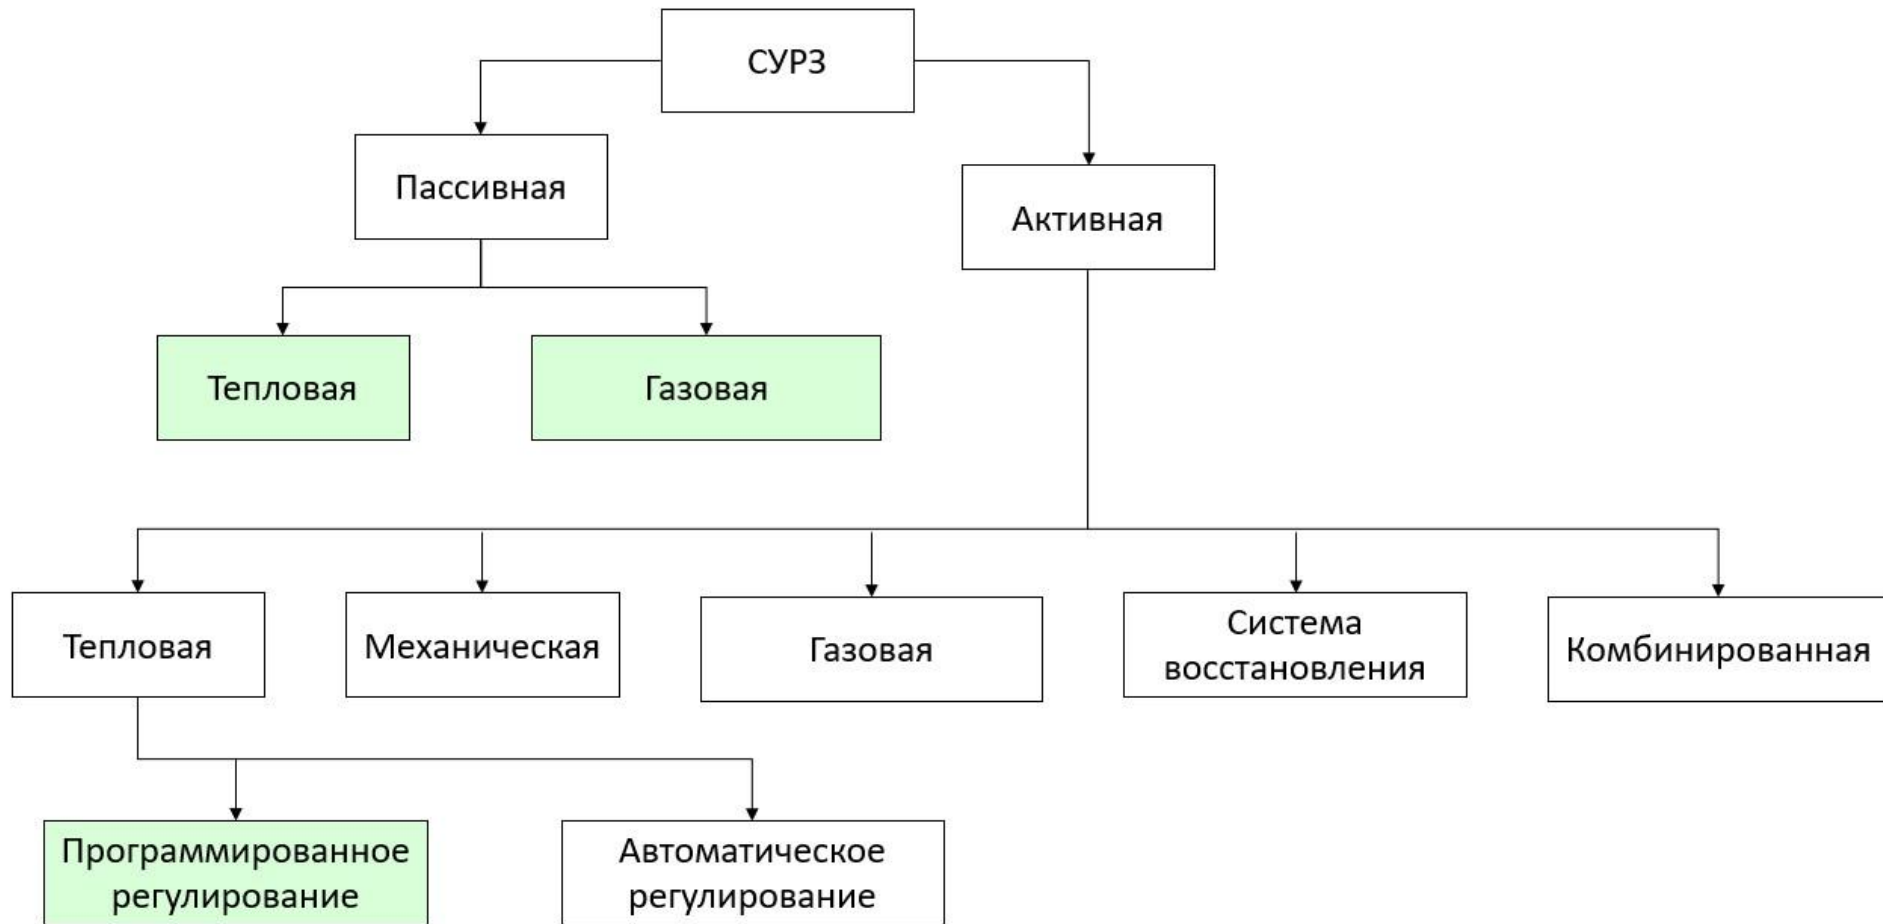 СУРЗ
Пассивная
Активная
Тепловая
Газовая
Тепловая
Механическая
Газовая
Система
восстановления
Комбинированная
Программированное
регулирование
Автоматическое
регулирование